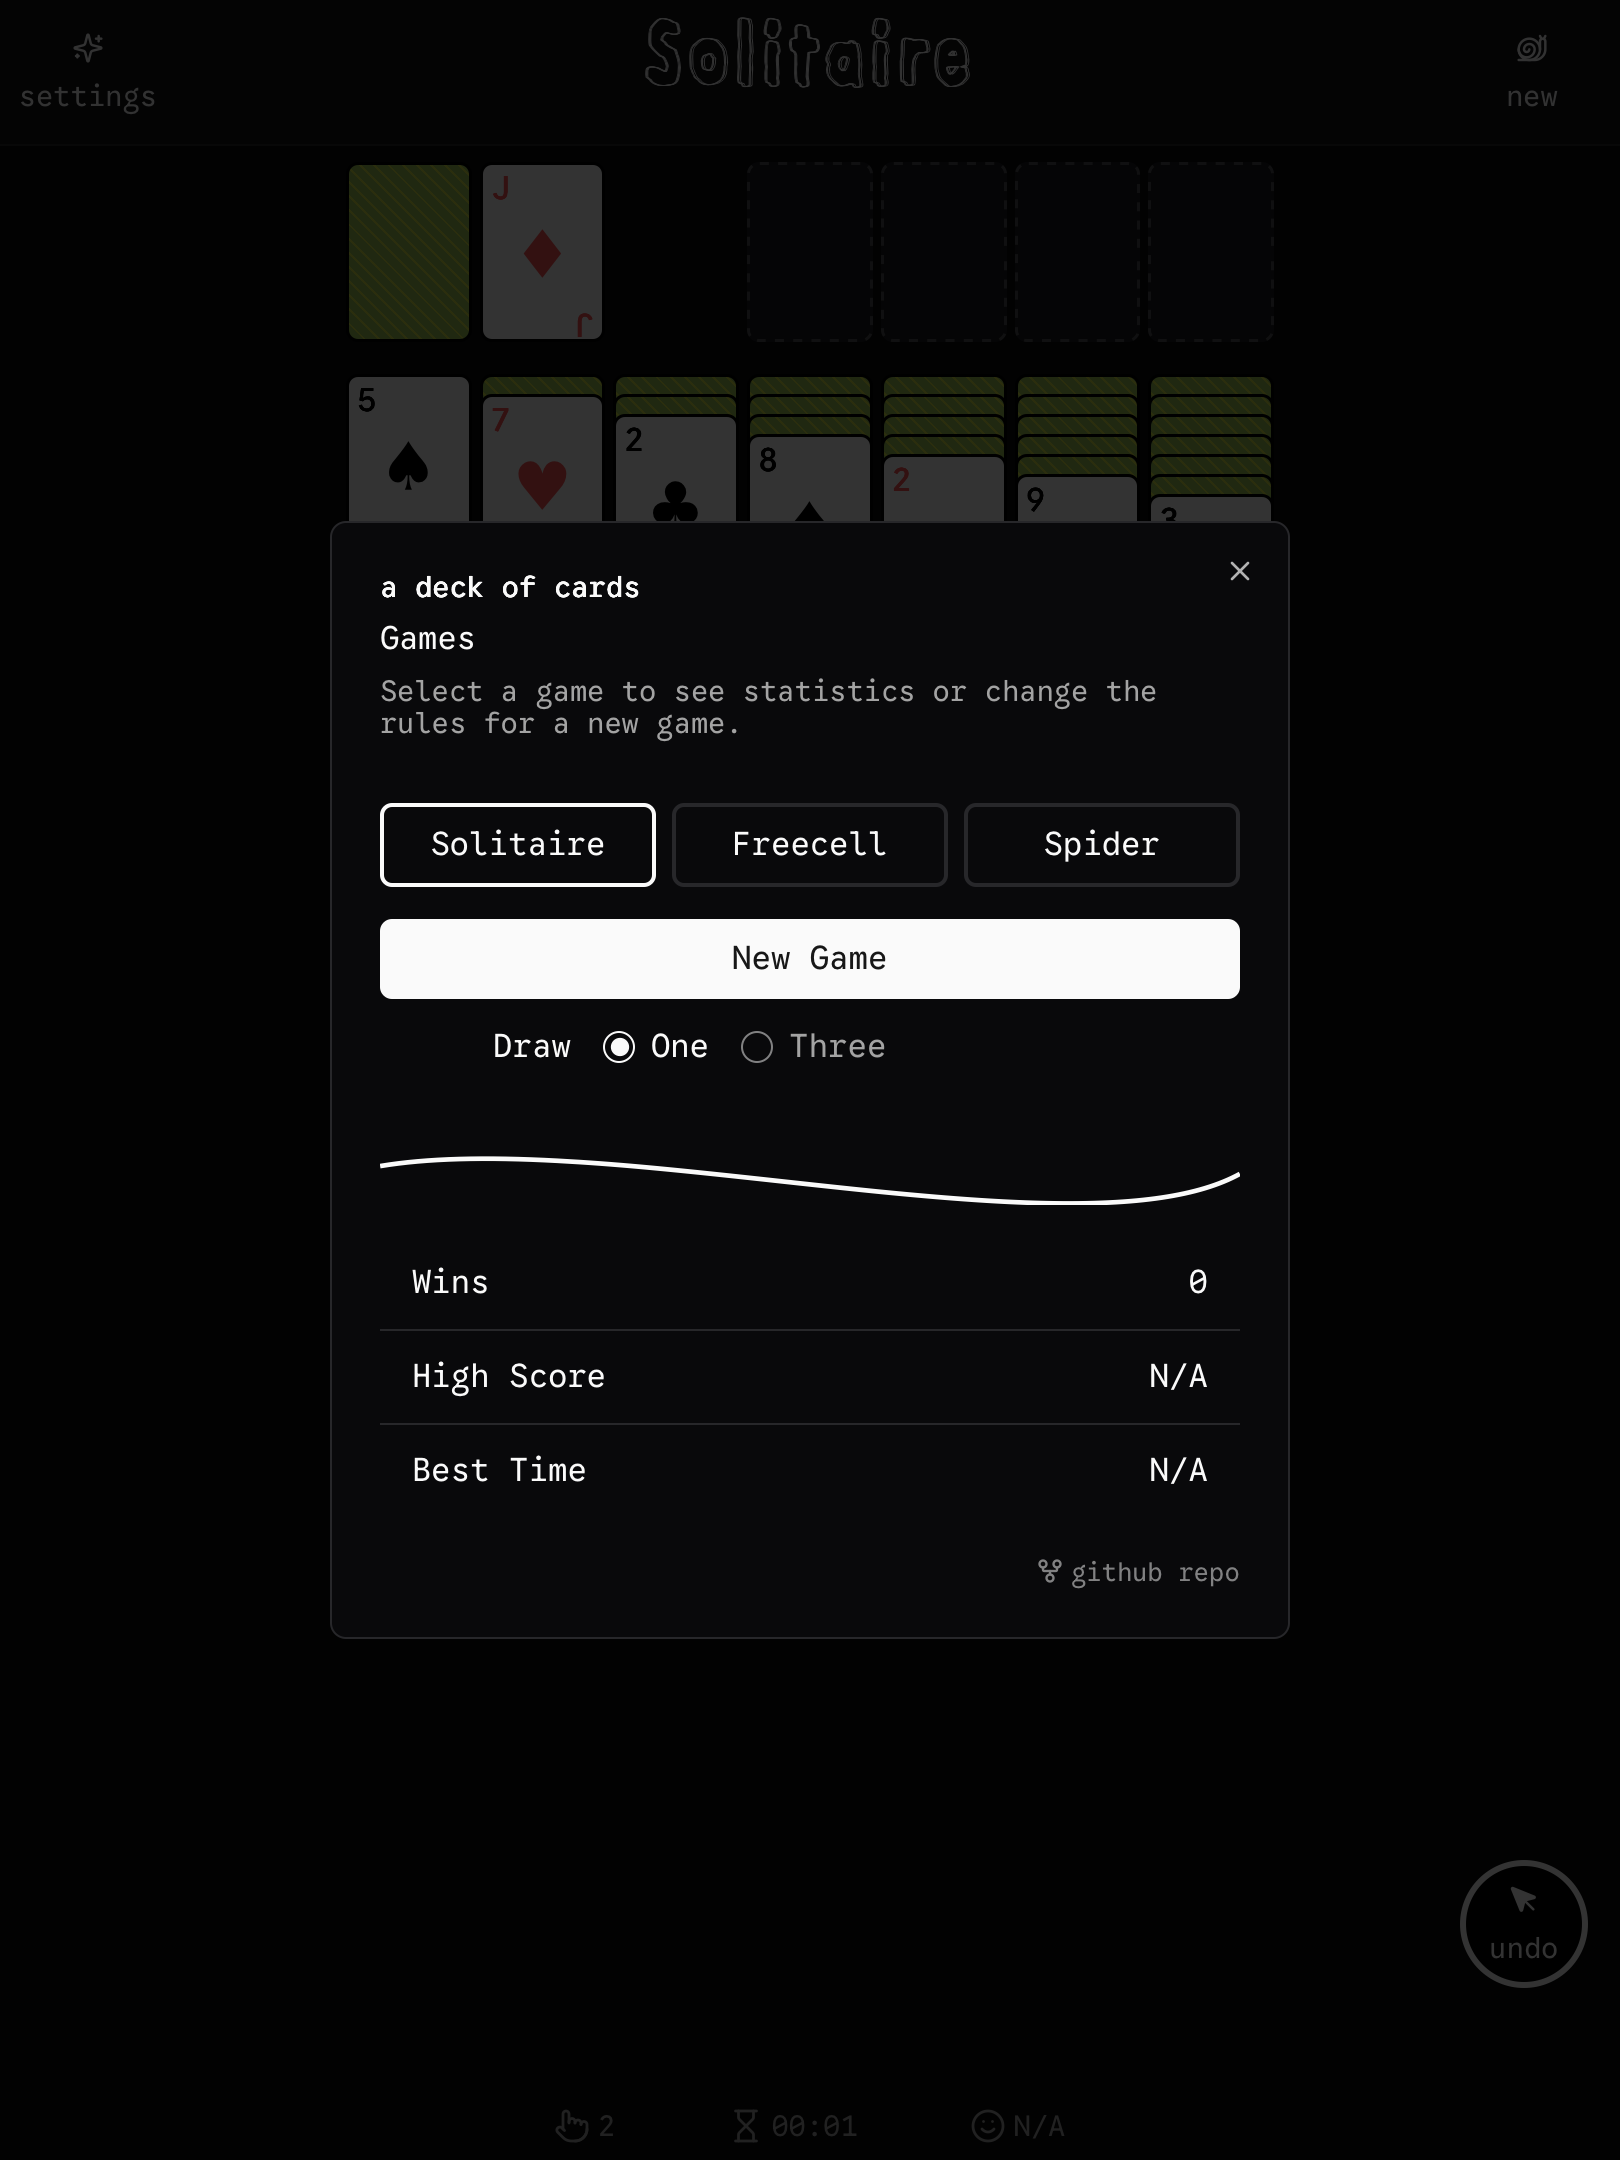 Solitaire
settings
new
J
J
5
7
2
8
2
9
3
a deck of cards
Games
Select a game to see statistics or change the
rules for a new game.
Solitaire
Freecell
Spider
New Game
Draw One Three
Wins 0
High Score N/A
Best Time N/A
github repo
undo
2 00:01 N/A